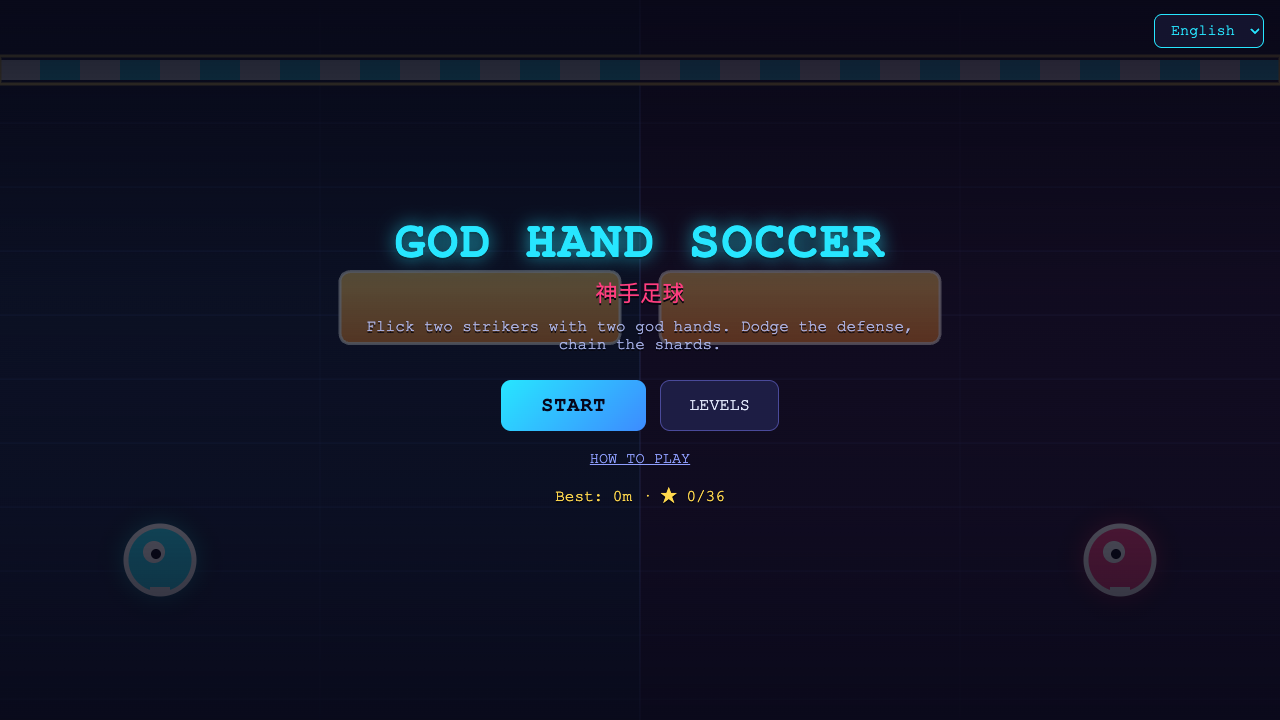 English
GOD HAND SOCCER
神手足球
Flick two strikers with two god hands. Dodge the defense,
chain the shards.
START
LEVELS
HOW TO PLAY
Best: 0m · ★ 0/36